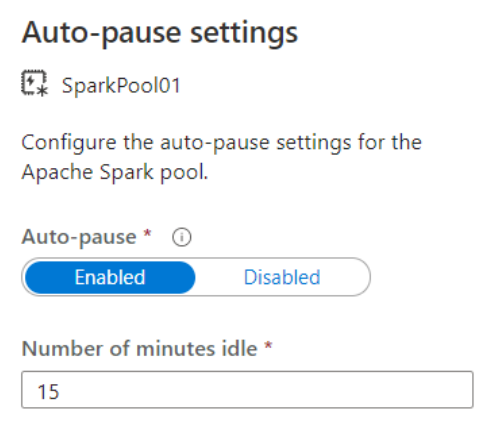 Auto-pause settings
SparkPool01
Configure the auto-pause settings for the
Apache Spark pool.
Auto-pause *
Enabled Disabled
Number of minutes idle *
15